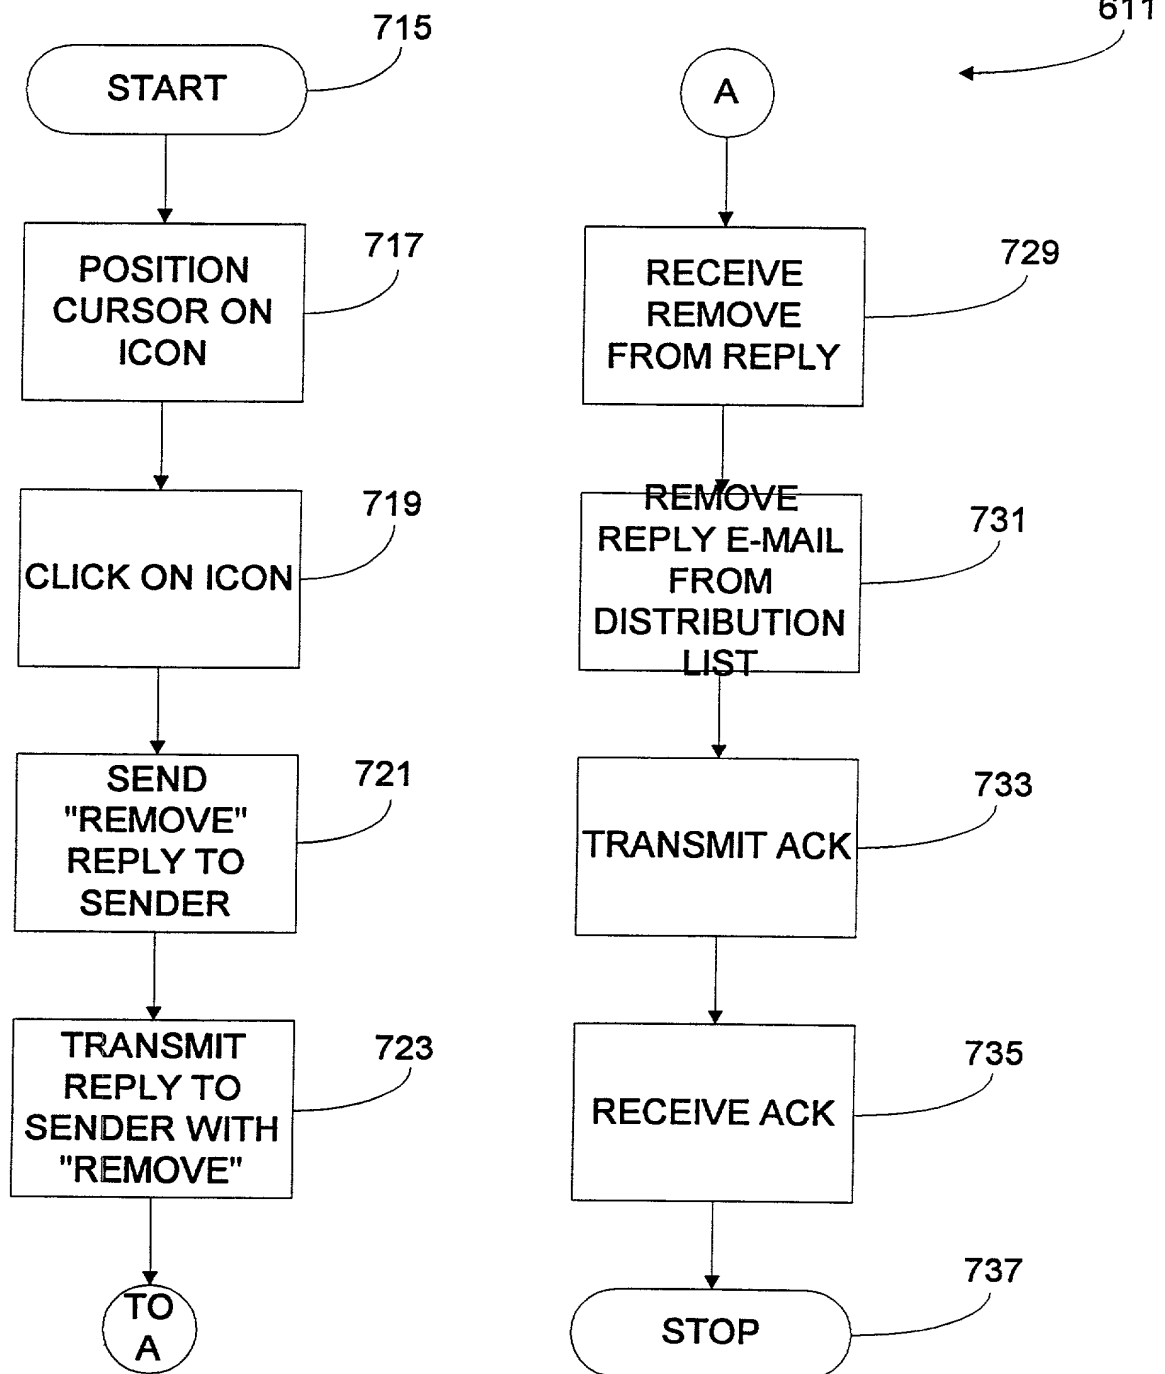 715
START
717
POSITION
CURSOR ON
ICON
719
CLICK ON ICON
721
SEND
"REMOVE"
REPLY TO
SENDER
723
TRANSMIT
REPLY TO
SENDER WITH
"REMOVE"
TO
A
611
A
729
RECEIVE
REMOVE
FROM REPLY
731
REMOVE
REPLY E-MAIL
FROM
DISTRIBUTION
LIST
733
TRANSMIT ACK
735
RECEIVE ACK
737
STOP